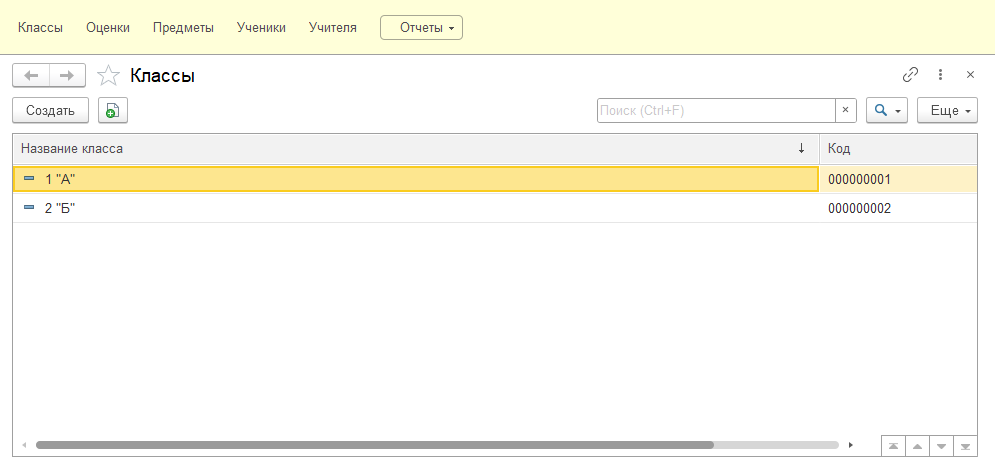 Классы Оценки Предметы Ученики Учителя Отчеты
Классы
Создать Поиск (Ctrl+F) Еще
Название класса Код
1 "А" 000000001
2 "Б" 000000002